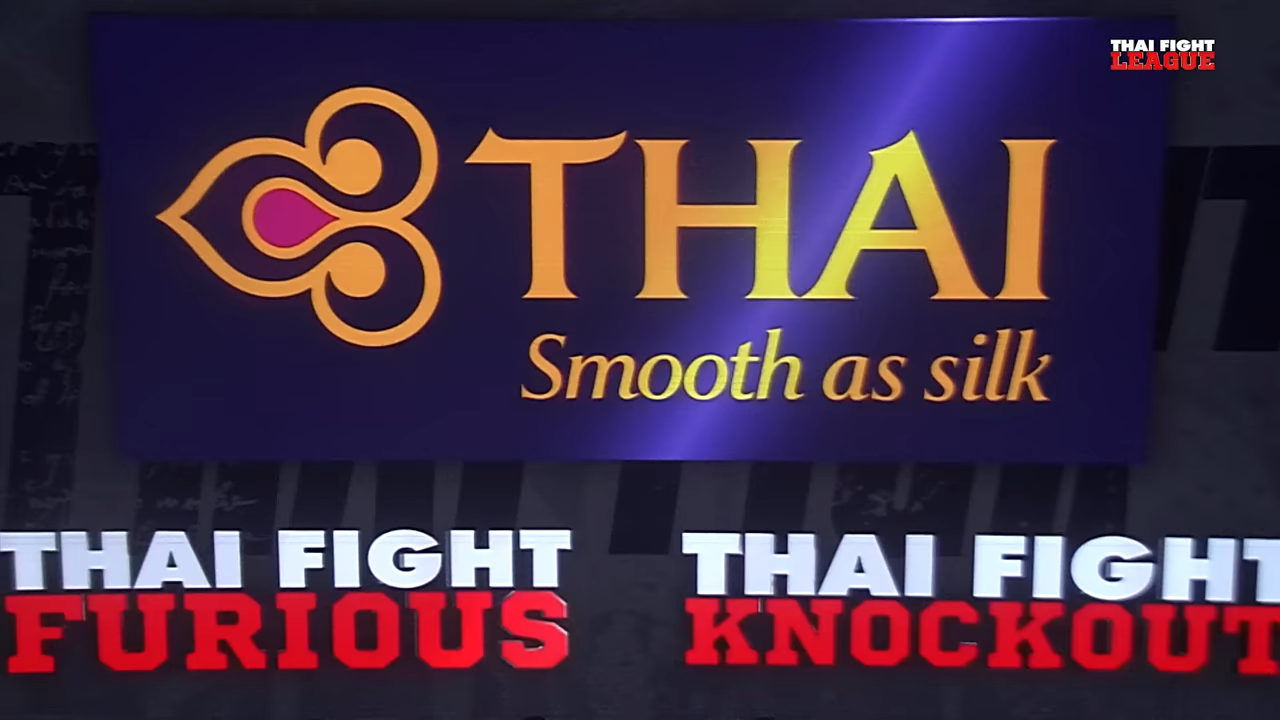 THAI FIGHT
LEAGUE
THAI
Smooth as silk
THAI FIGHT
FURIOUS
THAI FIGHT
KNOCKOUT